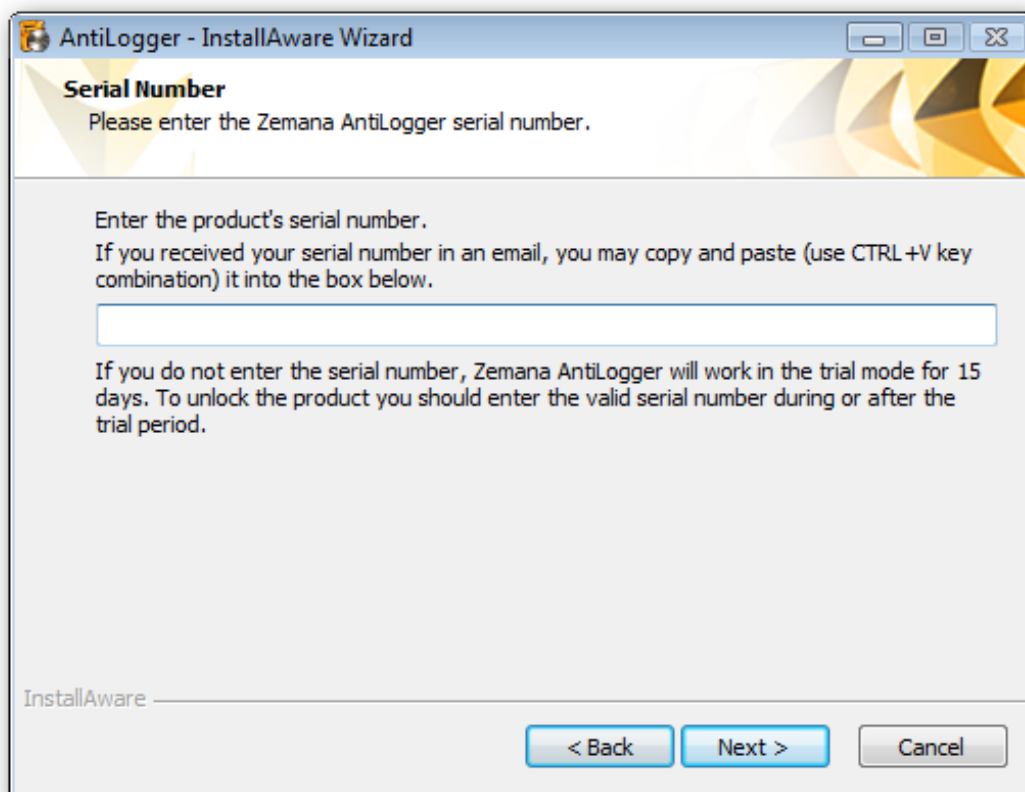 AntiLogger - InstallAware Wizard
Serial Number
Please enter the Zemana AntiLogger serial number.
Enter the product's serial number.
If you received your serial number in an email, you may copy and paste (use CTRL+V key
combination) it into the box below.
If you do not enter the serial number, Zemana AntiLogger will work in the trial mode for 15
days. To unlock the product you should enter the valid serial number during or after the
trial period.
InstallAware
< Back
Next >
Cancel